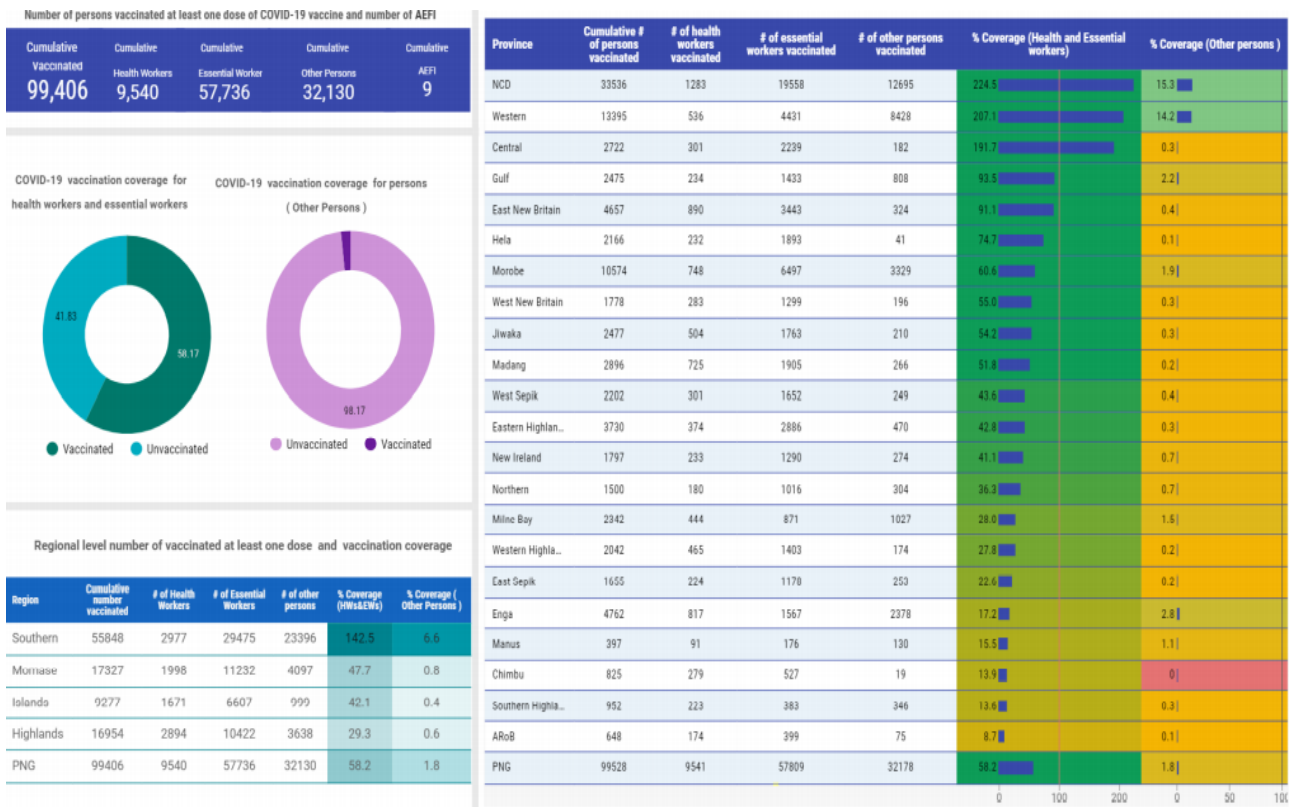 Number of persons vaccinated at least one dose of COVID-19 vaccine and number of AEFI
Cumulative Cumulative Cumulative Cumulative Cumulative
Vaccinated Health Workers Essential Worker Other Persons AEFI
99,406 9,540 57,736 32,130 9
COVID-19 vaccination coverage for
health workers and essential workers
41.83
58.17
Vaccinated Unvaccinated
COVID-19 vaccination coverage for persons
( Other Persons )
98.17
Unvaccinated Vaccinated
Regional level number of vaccinated at least one dose and vaccination coverage
Region Cumulative number vaccinated # of Health Workers # of Essential Workers # of other persons % Coverage (HWs&EWs) % Coverage ( Other Persons )
Southern 55848 2977 29475 23396 142.5 6.6
Momase 17327 1998 11232 4097 47.7 0.8
Islands 9277 1671 6607 999 42.1 0.4
Highlands 16954 2894 10422 3638 29.3 0.6
PNG 99406 9540 57736 32130 58.2 1.8
Province Cumulative # of persons vaccinated # of health workers vaccinated # of essential workers vaccinated # of other persons vaccinated % Coverage (Health and Essential workers) % Coverage (Other persons )
NCD 33536 1283 19558 12695 224.5 15.3
Western 13395 536 4431 8428 207.1 14.2
Central 2722 301 2239 182 191.7 0.3
Gulf 2475 234 1433 808 93.5 2.2
East New Britain 4657 890 3443 324 91.1 0.4
Hela 2166 232 1893 41 74.7 0.1
Morobe 10574 748 6497 3329 60.6 1.9
West New Britain 1778 283 1299 196 55.0 0.3
Jiwaka 2477 504 1763 210 54.2 0.3
Madang 2896 725 1905 266 51.8 0.2
West Sepik 2202 301 1652 249 43.6 0.4
Eastern Highlan... 3730 374 2886 470 42.8 0.3
New Ireland 1797 233 1290 274 41.1 0.7
Northern 1500 180 1016 304 36.3 0.7
Milne Bay 2342 444 871 1027 28.0 1.5
Western Highla... 2042 465 1403 174 27.8 0.2
East Sepik 1655 224 1178 253 22.6 0.2
Enga 4762 817 1567 2378 17.2 2.8
Manus 397 91 176 130 15.5 1.1
Chimbu 825 279 527 19 13.9 0
Southern Highla... 952 223 383 346 13.6 0.3
ARoB 648 174 399 75 8.7 0.1
PNG 99528 9541 57809 32178 58.2 1.8
0 100 200 0 50 100